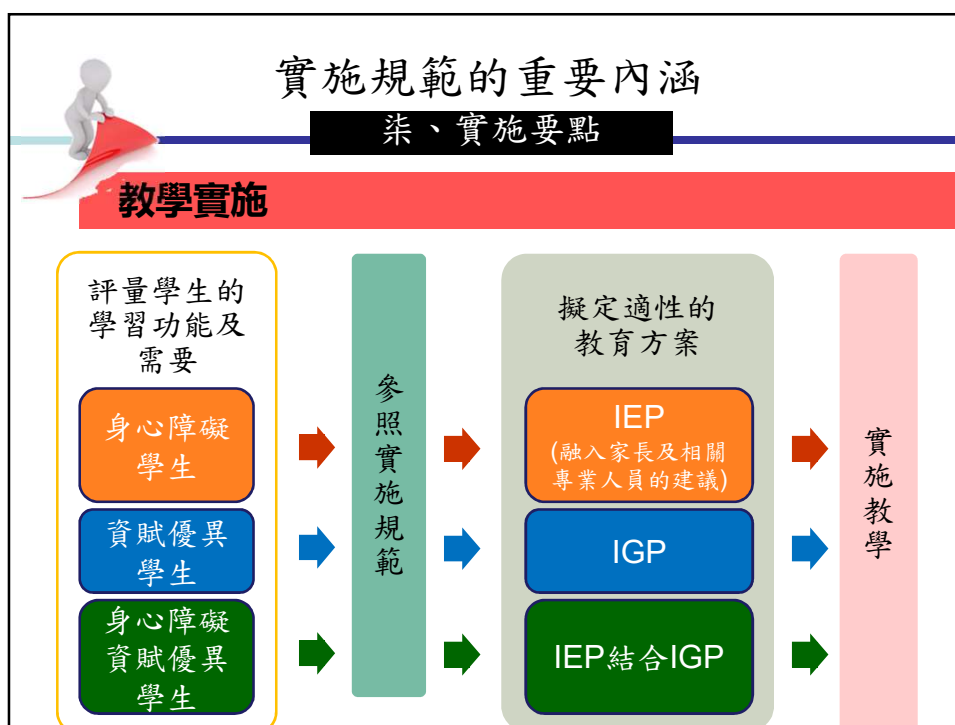 實施規範的重要內涵
柒、實施要點
教學實施
評量學生的
學習功能及
需要
身心障礙
學生
資賦優異
學生
身心障礙
資賦優異
學生
參照實施規範
擬定適性的
教育方案
IEP
(融入家長及相關
專業人員的建議)
IGP
IEP結合IGP
實施教學